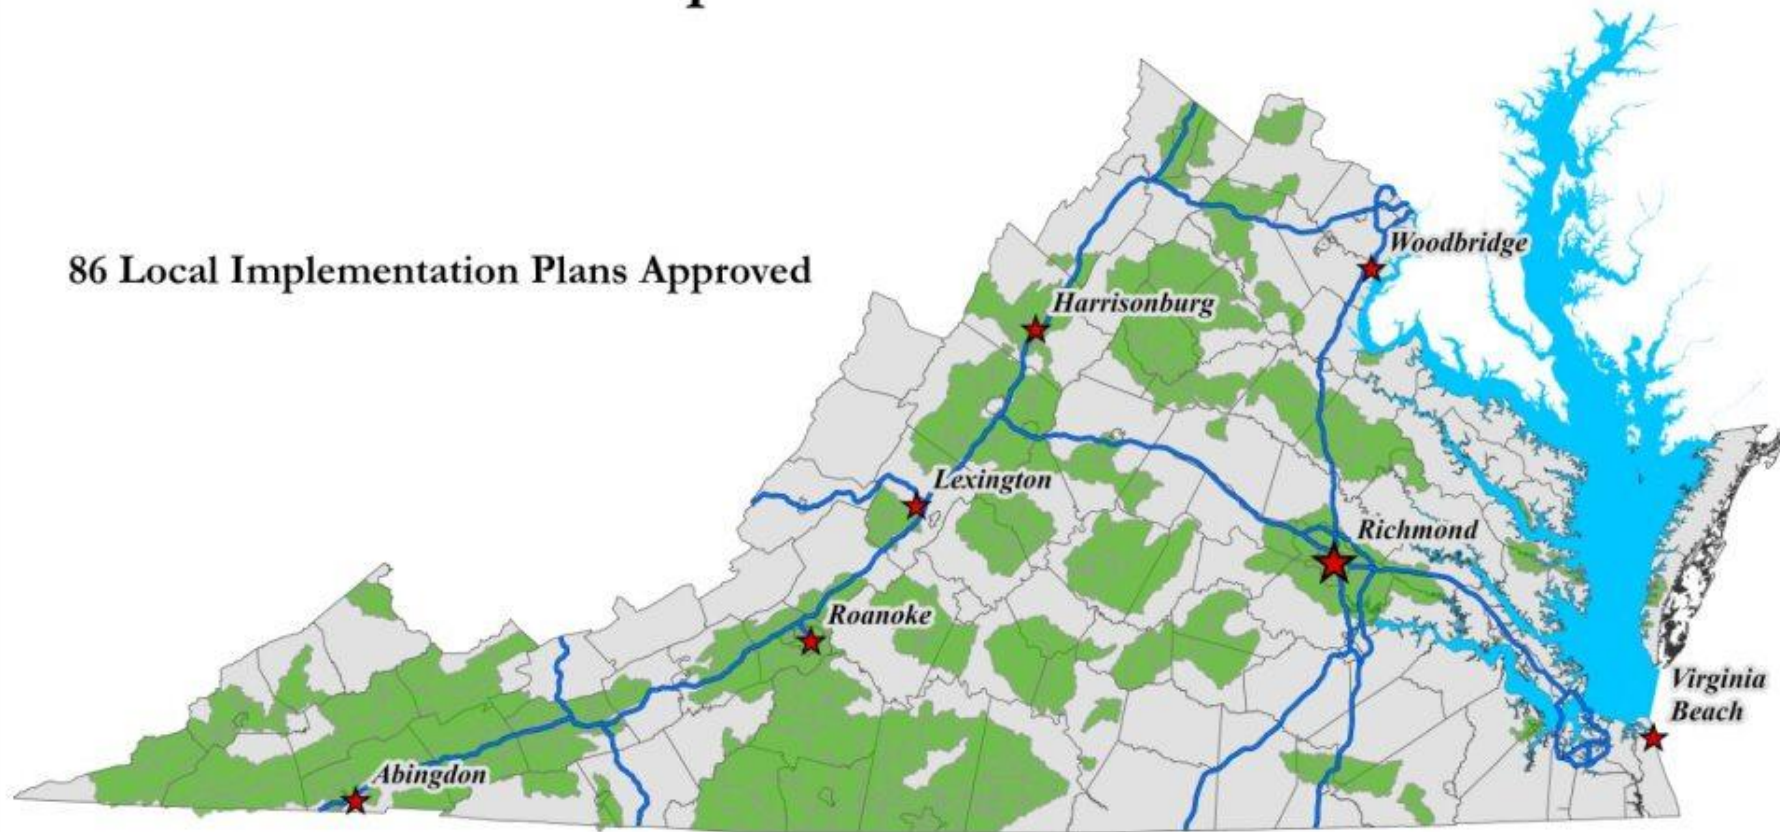 86 Local Implementation Plans Approved
Woodbridge
Harrisonburg
Lexington
Richmond
Roanoke
Virginia
Beach
Abingdon